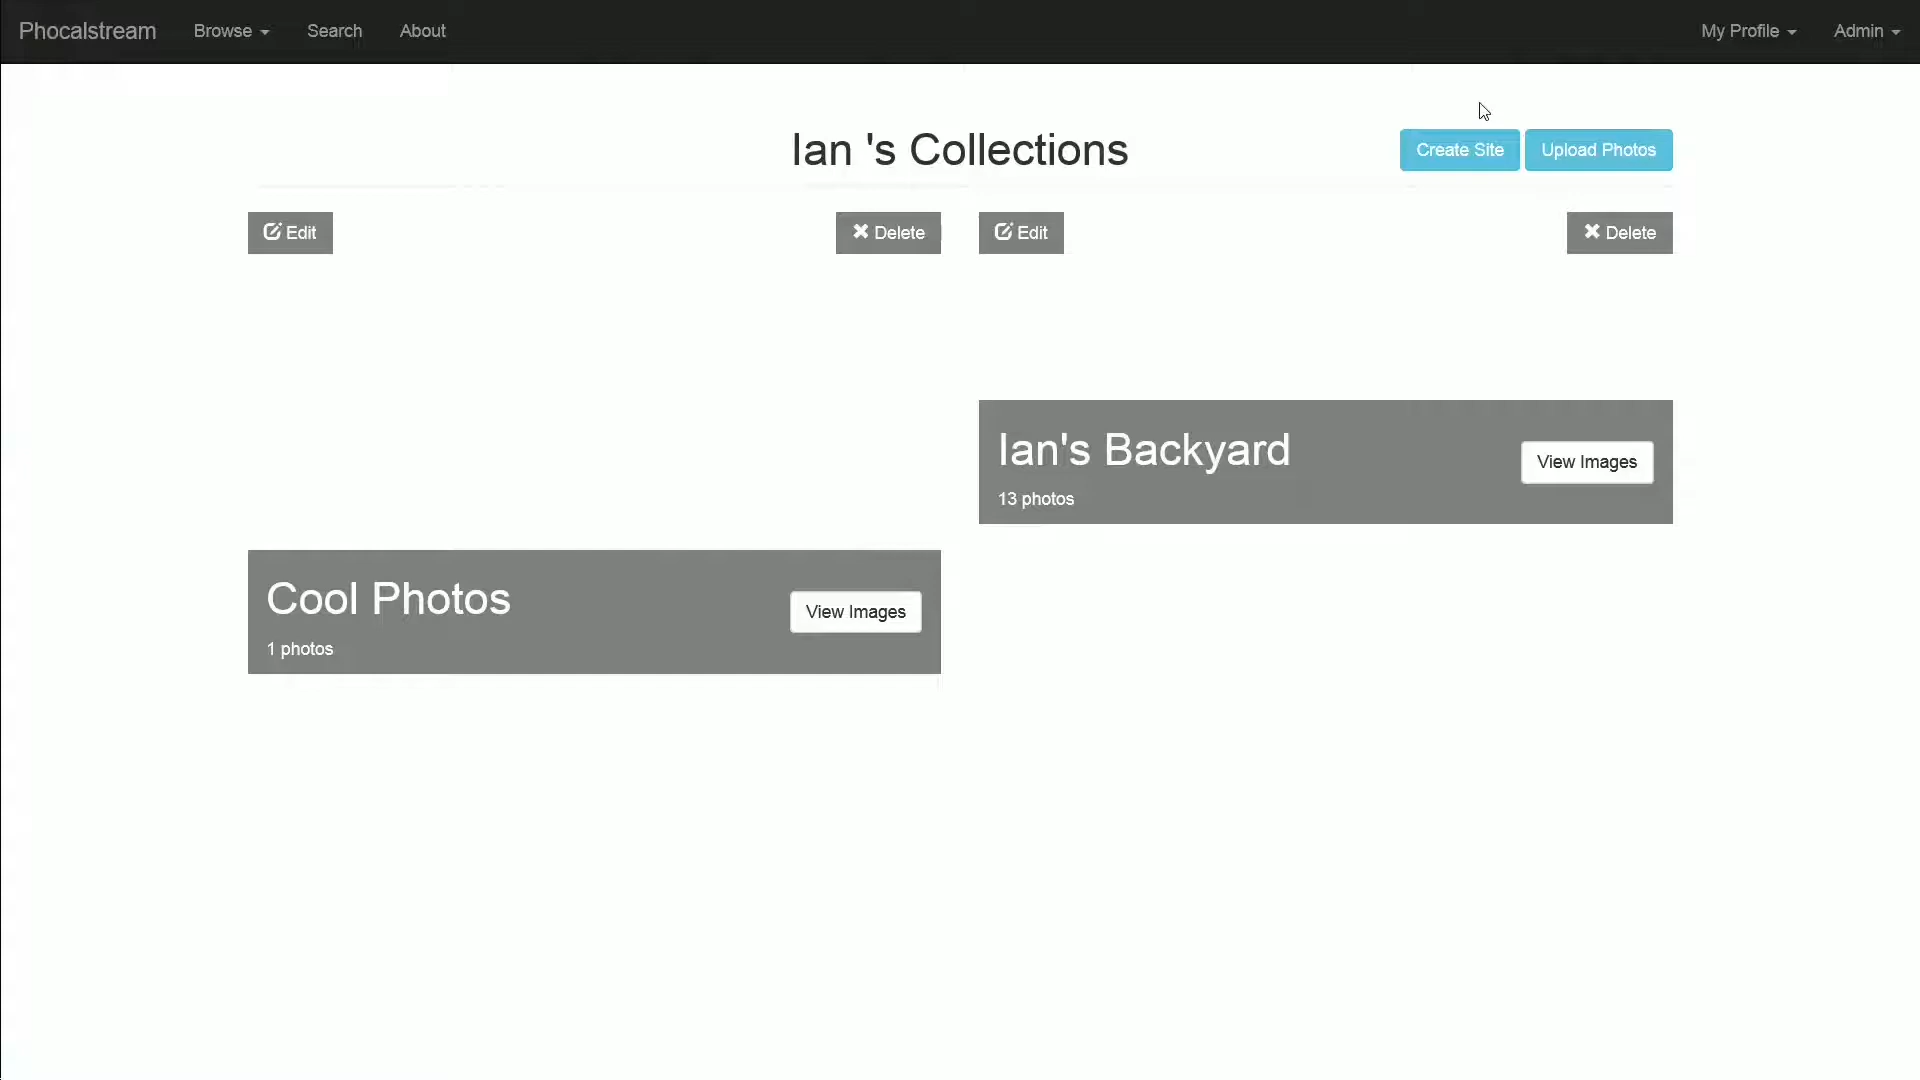 Phocalstream Browse Search About My Profile Admin
Ian 's Collections
Create Site Upload Photos
Edit Delete Edit Delete
Ian's Backyard
13 photos
View Images
Cool Photos
1 photos
View Images